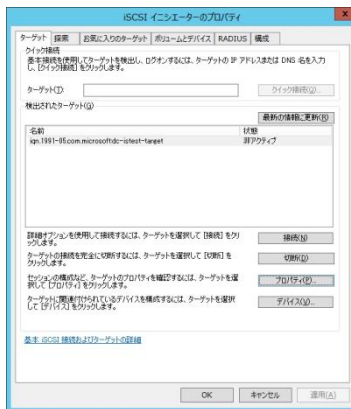 iSCSI イニシエーターのプロパティ
ターゲット 探索 お気に入りのターゲット ボリュームとデバイス RADIUS 構成
クイック接続
基本接続を使用してターゲットを検出し、ログオンするには、ターゲットの IP アドレスまたは DNS 名を入力
し、[クイック接続] をクリックします。
ターゲット(T):
クイック接続(Q)...
検出されたターゲット(G)
最新の情報に更新(R)
名前 状態
iqn.1991-05.com.microsoft:dc-istest-target 非アクティブ
詳細オプションを使用して接続するには、ターゲットを選択して [接続] をクリ
ックします。
接続(N)
ターゲットの接続を完全に切断するには、ターゲットを選択して [切断] を
クリックします。
切断(D)
セッションの構成など、ターゲットのプロパティを確認するには、ターゲットを選
択して [プロパティ] をクリックします。
プロパティ(P)...
ターゲットに関連付けられているデバイスを構成するには、ターゲットを選択
して [デバイス] をクリックします。
デバイス(V)...
基本 iSCSI 接続およびターゲットの詳細
OK キャンセル 適用(A)